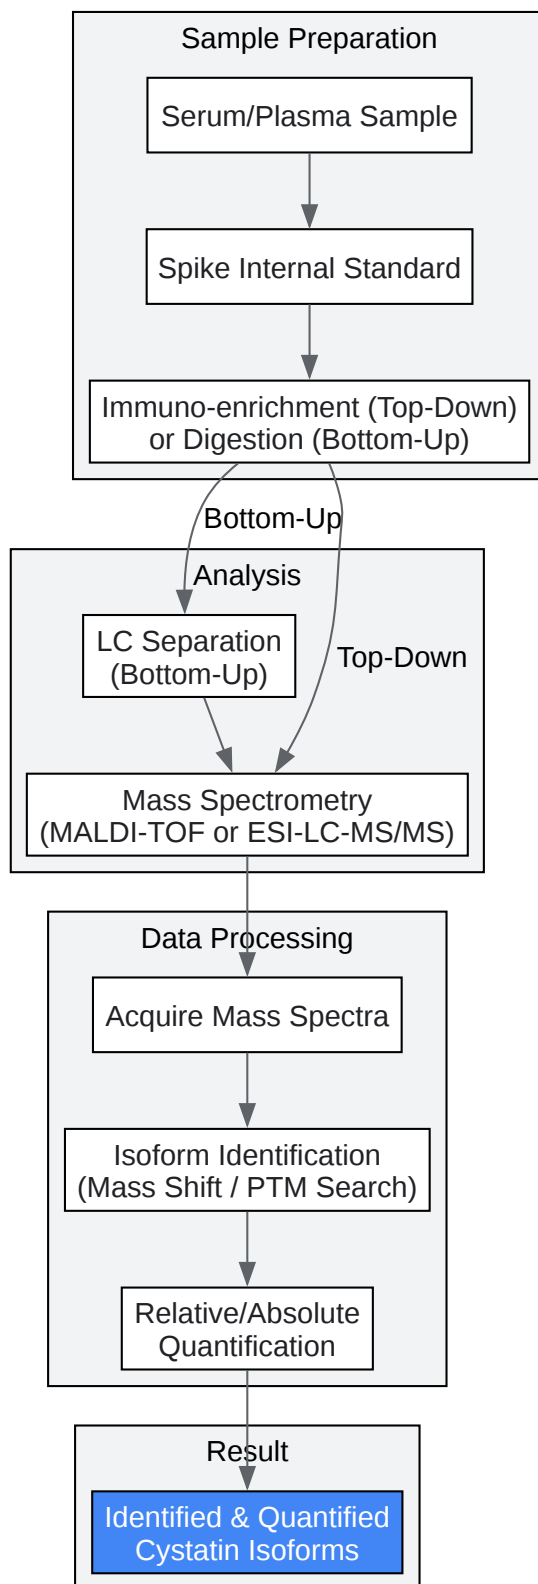 Sample Preparation
Serum/Plasma Sample
Spike Internal Standard
Immuno-enrichment (Top-Down)
or Digestion (Bottom-Up)
Bottom-Up
Analysis
LC Separation
(Bottom-Up)
Top-Down
Mass Spectrometry
(MALDI-TOF or ESI-LC-MS/MS)
Data Processing
Acquire Mass Spectra
Isoform Identification
(Mass Shift / PTM Search)
Relative/Absolute
Quantification
Result
Identified & Quantified
Cystatin Isoforms